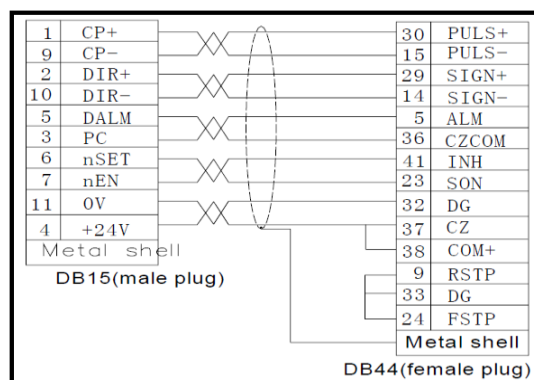 1 CP+
9 CP-
2 DIR+
10 DIR-
5 DALM
3 PC
6 nSET
7 nEN
11 0V
4 +24V
Metal shell
DB15(male plug)
30 PULS+
15 PULS-
29 SIGN+
14 SIGN-
5 ALM
36 CZCOM
41 INH
23 SON
32 DG
37 CZ
38 COM+
9 RSTP
33 DG
24 FSTP
Metal shell
DB44(female plug)